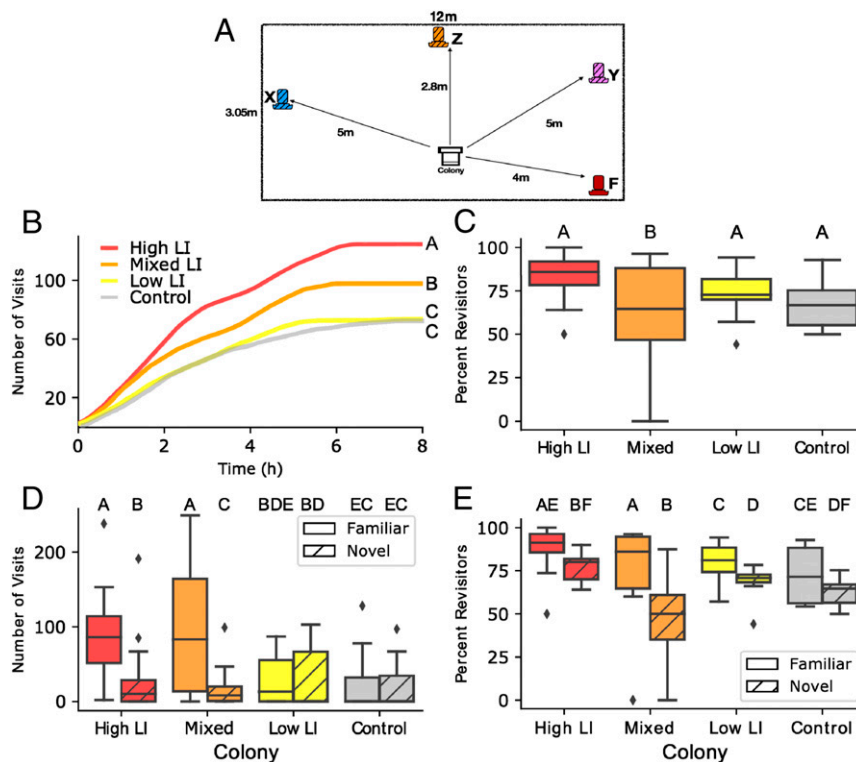 A
12m
Z
Y
X
2.8m
3.05m
5m
5m
Colony
4m
F
B
Number of Visits
100
60
20
High LI
Mixed LI
Low LI
Control
A
B
C
C
0 2 4 6 8
Time (h)
C
Percent Revisitors
100
75
50
25
0
A B A A
High LI Mixed Low LI Control
D
Number of Visits
200
100
0
A B A C BDE BD EC EC
Familiar
Novel
High LI Mixed Low LI Control
Colony
E
Percent Revisitors
100
75
50
25
0
AE BF A B C D CE DF
Familiar
Novel
High LI Mixed Low LI Control
Colony